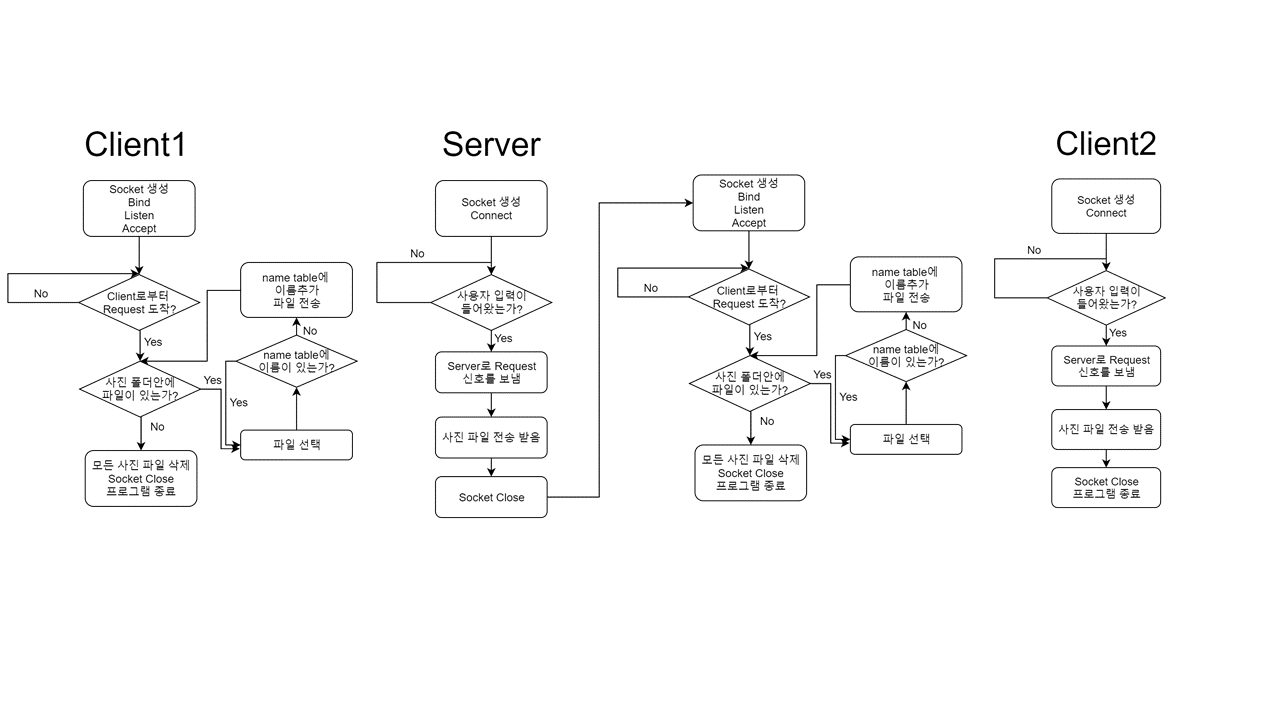 Client1
Server
Client2
Socket 생성
Bind
Listen
Accept
No
Client로부터
Request 도착?
Yes
사진 폴더안에
파일이 있는가?
Yes
No
모든 사진 파일 삭제
Socket Close
프로그램 종료
name table에
이름추가
파일 전송
No
name table에
이름이 있는가?
Yes
파일 선택
Socket 생성
Connect
No
사용자 입력이
들어왔는가?
Yes
Server로 Request
신호를 보냄
사진 파일 전송 받음
Socket Close
Socket 생성
Bind
Listen
Accept
No
Client로부터
Request 도착?
Yes
사진 폴더안에
파일이 있는가?
Yes
No
모든 사진 파일 삭제
Socket Close
프로그램 종료
name table에
이름추가
파일 전송
No
name table에
이름이 있는가?
Yes
파일 선택
Socket 생성
Connect
No
사용자 입력이
들어왔는가?
Yes
Server로 Request
신호를 보냄
사진 파일 전송 받음
Socket Close
프로그램 종료